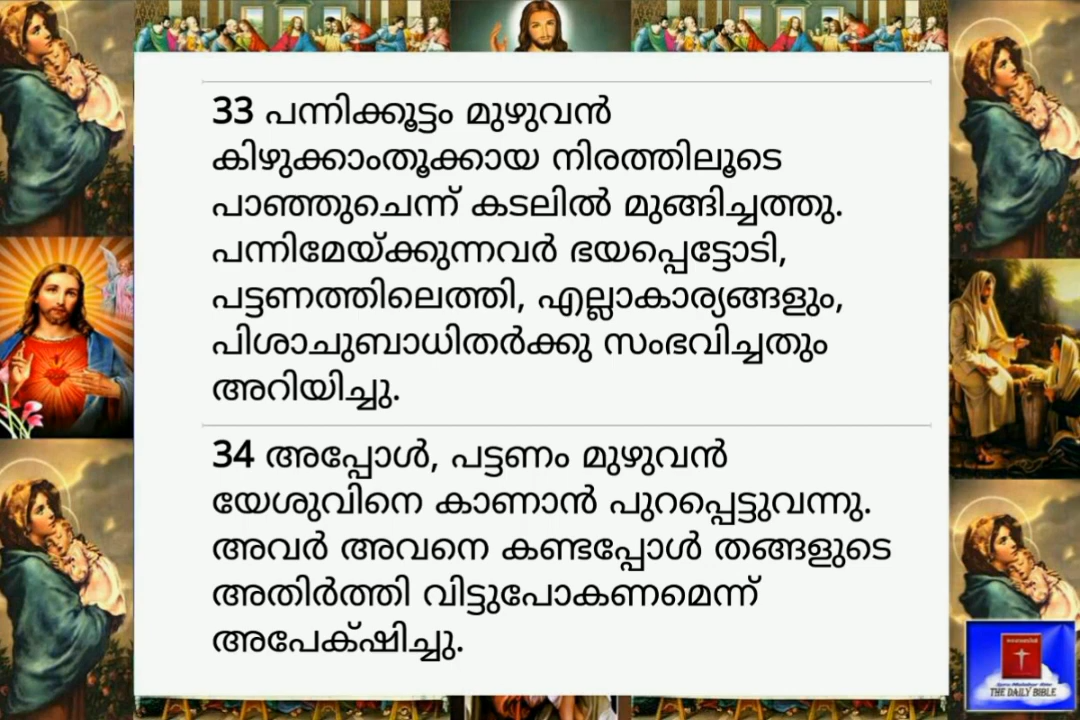 33 പന്നിക്കൂട്ടം മുഴുവൻ
കിഴുക്കാംതൂക്കായ നിരത്തിലൂടെ
പാഞ്ഞുചെന്ന് കടലിൽ മുങ്ങിച്ചത്തു.
പന്നിമേയ്ക്കുന്നവർ ഭയപ്പെട്ടോടി,
പട്ടണത്തിലെത്തി, എല്ലാകാര്യങ്ങളും,
പിശാചുബാധിതർക്കു സംഭവിച്ചതും
അറിയിച്ചു.
34 അപ്പോൾ, പട്ടണം മുഴുവൻ
യേശുവിനെ കാണാൻ പുറപ്പെട്ടുവന്നു.
അവർ അവനെ കണ്ടപ്പോൾ തങ്ങളുടെ
അതിർത്തി വിട്ടുപോകണമെന്ന്
അപേക്‌ഷിച്ചു.
THE DAILY BIBLE